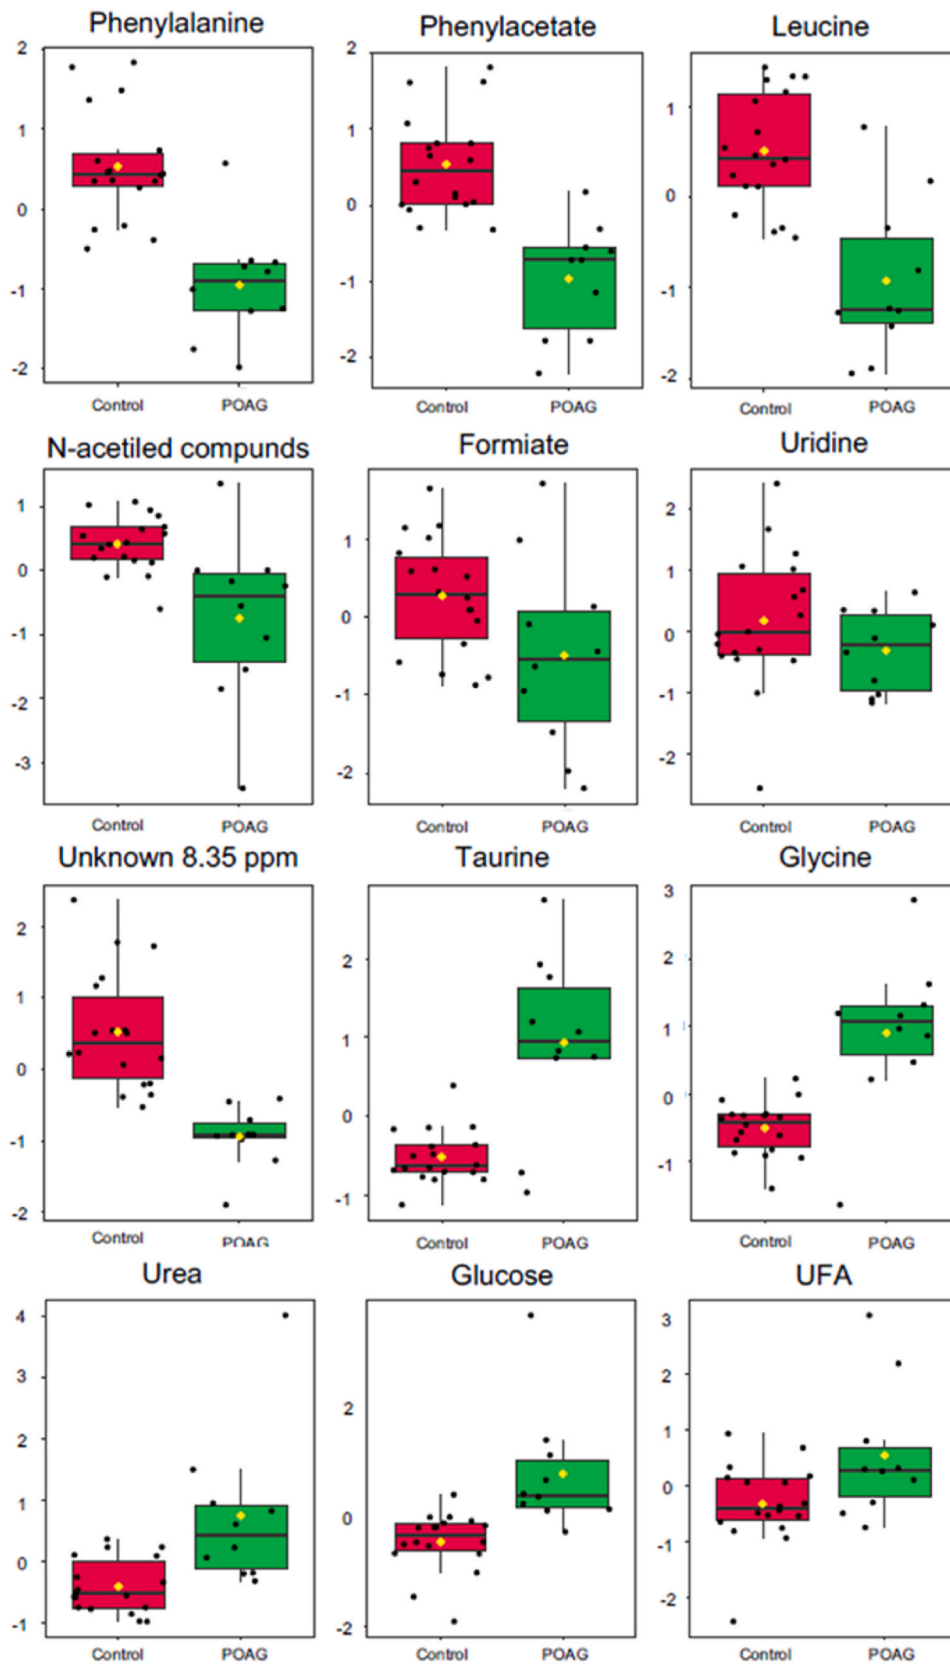 Phenylalanine Phenylacetate Leucine
2 2
1 1 1
0 0 0
-1 -1 -1
-2 -2 -2
Control POAG Control POAG Control POAG
N-acetiled compunds Formiate Uridine
1 1 2
0 0 1
-1 -1 0
-2 -2 -1
-3 -2
Control POAG Control POAG Control POAG
Unknown 8.35 ppm Taurine Glycine
2 2 3
1 1 2
0 0 1
-1 -1 0
-2 -1
Control POAG Control POAG Control POAG
Urea Glucose UFA
4 2 3
3 0 2
2 -2 1
1 0
0 -1
-1 -2
Control POAG Control POAG Control POAG